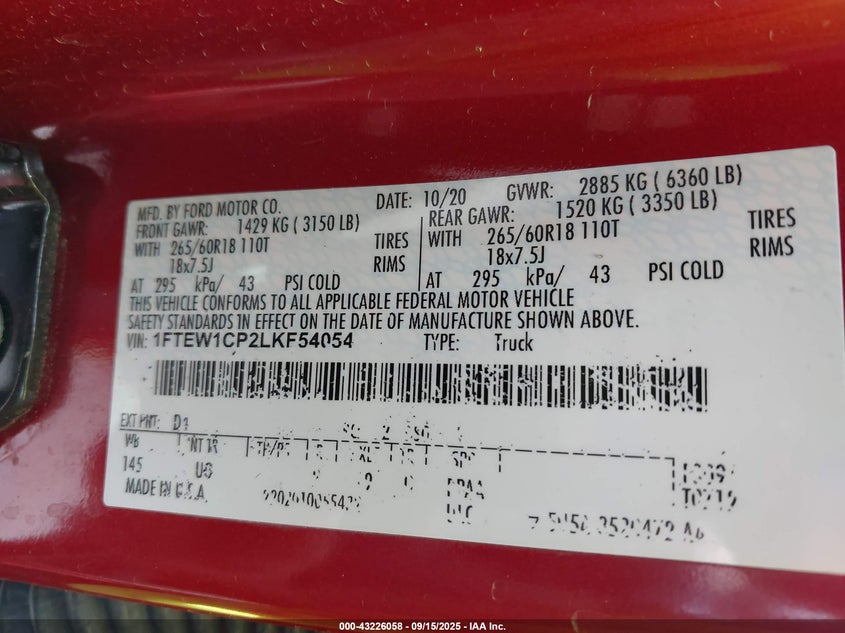 MFD. BY FORD MOTOR CO. DATE: 10/20 GVWR: 2885 KG ( 6360 LB)
FRONT GAWR: 1429 KG ( 3150 LB) REAR GAWR: 1520 KG ( 3350 LB)
WITH 265/60R18 110T TIRES WITH 265/60R18 110T TIRES
18x7.5J RIMS 18x7.5J RIMS
AT 295 kPa/ 43 PSI COLD AT 295 kPa/ 43 PSI COLD
THIS VEHICLE CONFORMS TO ALL APPLICABLE FEDERAL MOTOR VEHICLE
SAFETY STANDARDS IN EFFECT ON THE DATE OF MANUFACTURE SHOWN ABOVE.
VIN: 1FTEW1CP2LKF54054 TYPE: Truck
EXT PNT: D1
WB
145
MADE IN U.S.A.
000-43226058 - 09/15/2025 - IAA Inc.